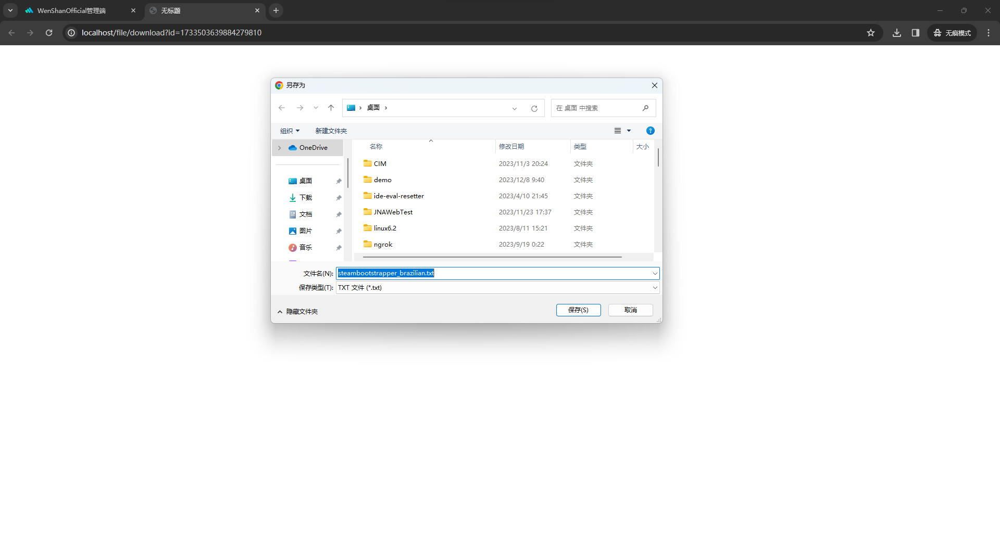 WenShanOfficial管理端
无标题
localhost/file/download?id=1733503639884279810
无痕模式
另存为
桌面
在 桌面 中搜索
组织
新建文件夹
OneDrive
桌面
下载
文档
图片
音乐
名称 修改日期 类型 大小
CIM 2023/11/3 20:24 文件夹
demo 2023/12/8 9:40 文件夹
ide-eval-resetter 2023/4/10 21:45 文件夹
JNAWebTest 2023/11/23 17:37 文件夹
linux6.2 2023/8/11 15:21 文件夹
ngrok 2023/9/19 0:22 文件夹
文件名(N): steambootstrapper_brazilian.txt
保存类型(T): TXT 文件 (*.txt)
隐藏文件夹
保存(S)
取消